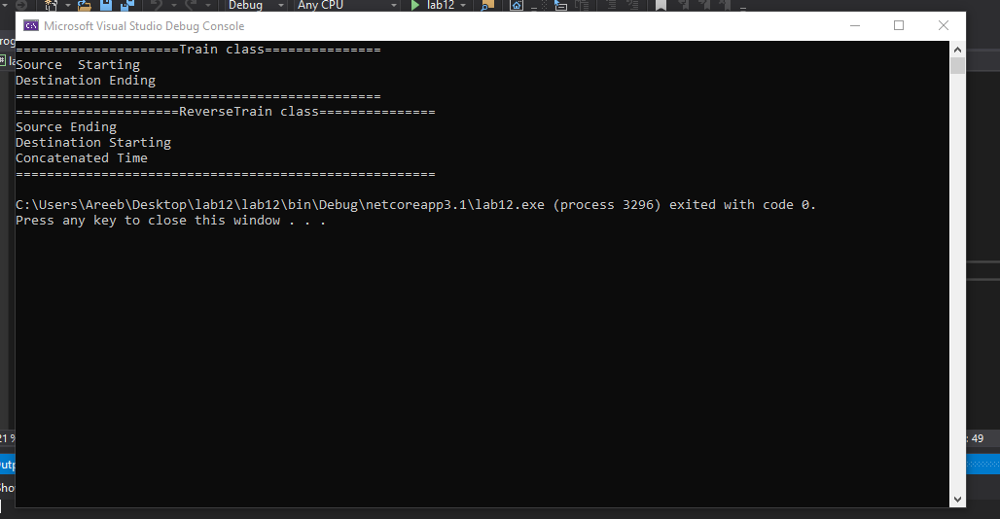 Debug Any CPU lab12
Microsoft Visual Studio Debug Console
=====================Train class===============
Source  Starting
Destination Ending
===============================================
=====================ReverseTrain class===============
Source Ending
Destination Starting
Concatenated Time
======================================================
C:\Users\Areeb\Desktop\lab12\lab12\bin\Debug\netcoreapp3.1\lab12.exe (process 3296) exited with code 0.
Press any key to close this window . . .
: 49